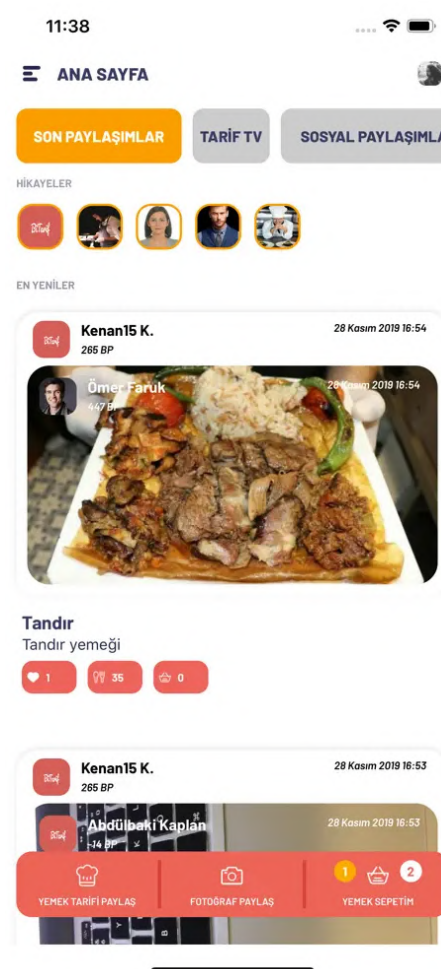 11:38
ANA SAYFA
SON PAYLAŞIMLAR
TARİF TV
SOSYAL PAYLAŞIMLA
HİKAYELER
EN YENİLER
Kenan15 K.
28 Kasım 2019 16:54
265 BP
Ömer Faruk
28 Kasım 2019 16:54
447 BP
Tandır
Tandır yemeği
1
35
0
Kenan15 K.
28 Kasım 2019 16:53
265 BP
Abdülbaki Kaplan
28 Kasım 2019 16:53
-14 BP
1
2
YEMEK TARİFİ PAYLAŞ
FOTOĞRAF PAYLAŞ
YEMEK SEPETİM